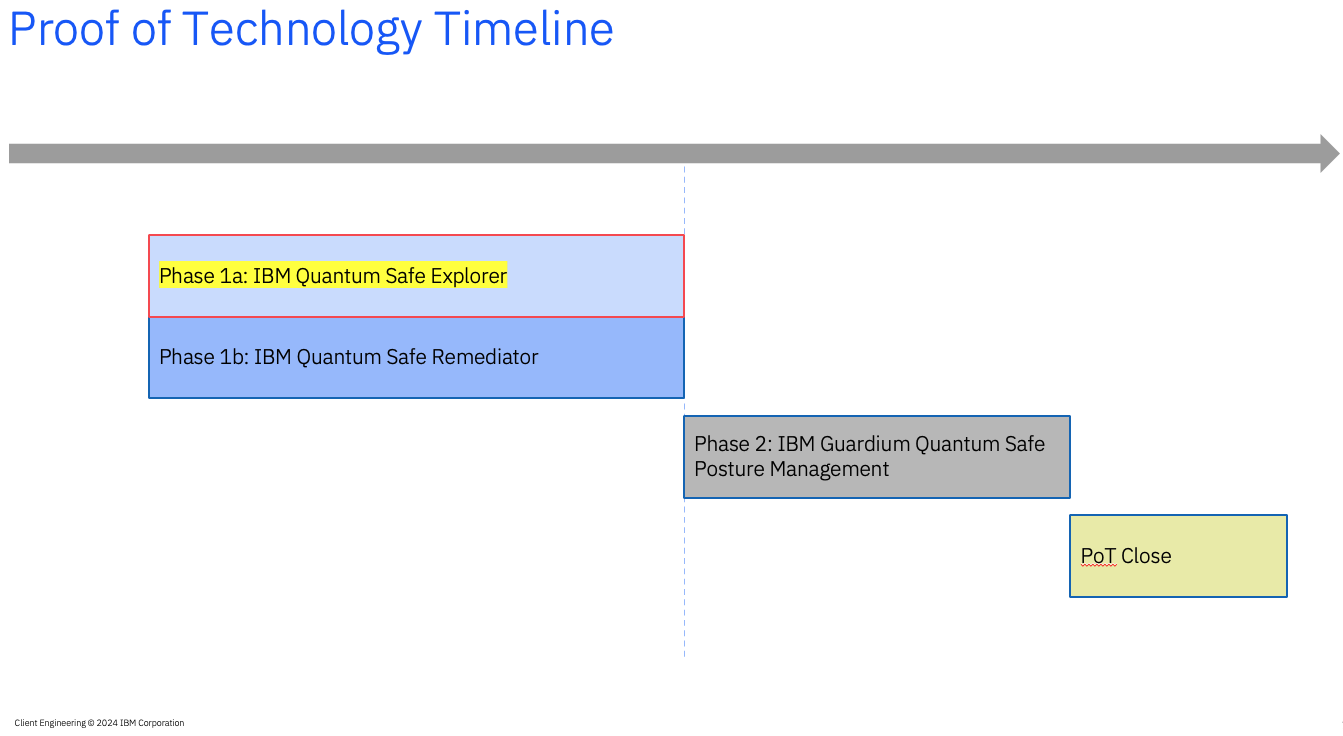 Proof of Technology Timeline
Phase 1a: IBM Quantum Safe Explorer
Phase 1b: IBM Quantum Safe Remediator
Phase 2: IBM Guardium Quantum Safe
Posture Management
PoT Close
Client Engineering © 2024 IBM Corporation